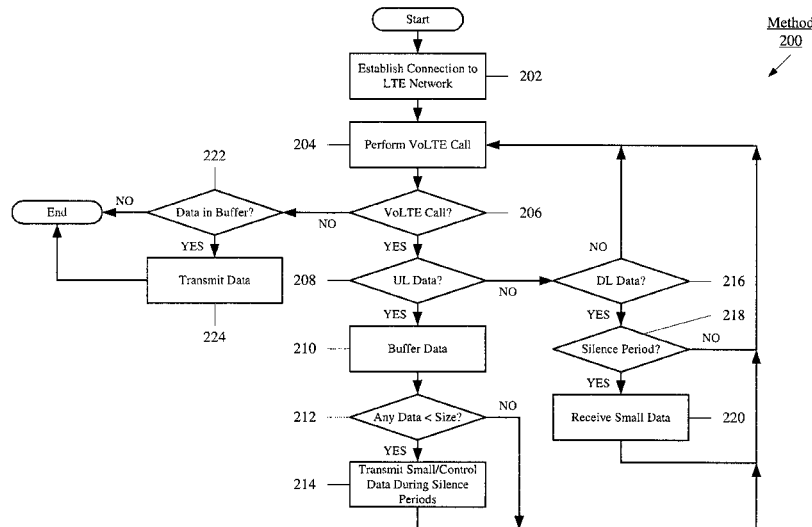 Start
Method
200
Establish Connection to
LTE Network
202
204
Perform VoLTE Call
222
End
NO
Data in Buffer?
NO
VoLTE Call?
206
YES
YES
NO
Transmit Data
208
UL Data?
NO
DL Data?
216
224
YES
YES
218
210
Buffer Data
Silence Period?
NO
YES
212
Any Data < Size?
NO
Receive Small Data
220
YES
214
Transmit Small/Control
Data During Silence
Periods